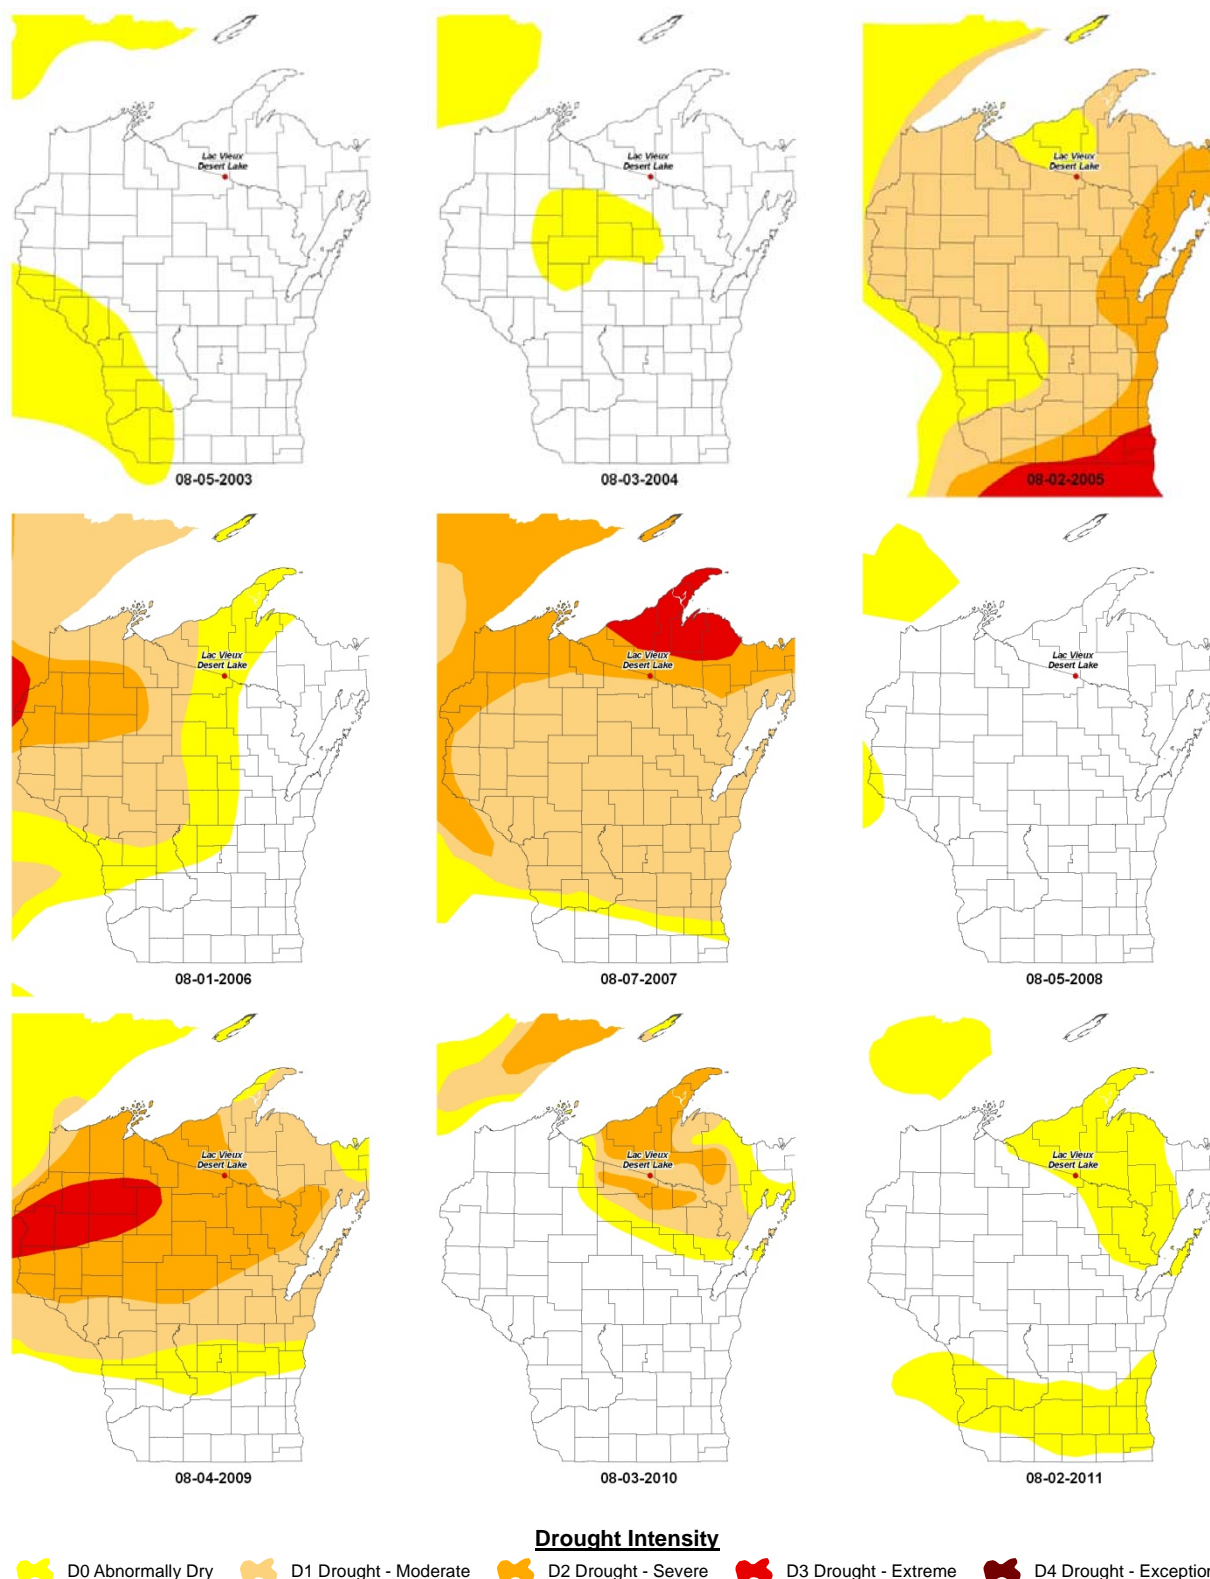 Lac Vieux
Desert Lake
08-05-2003
Lac Vieux
Desert Lake
08-03-2004
Lac Vieux
Desert Lake
08-02-2005
Lac Vieux
Desert Lake
08-01-2006
Lac Vieux
Desert Lake
08-07-2007
Lac Vieux
Desert Lake
08-05-2008
Lac Vieux
Desert Lake
08-04-2009
Lac Vieux
Desert Lake
08-03-2010
Lac Vieux
Desert Lake
08-02-2011
Drought Intensity
D0 Abnormally Dry D1 Drought - Moderate D2 Drought - Severe D3 Drought - Extreme D4 Drought - Exception